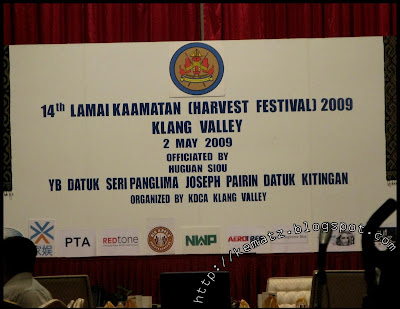 14th LAMAI KAAMATAN (HARVEST FESTIVAL) 2009
KLANG VALLEY
2 MAY 2009
OFFICIATED BY
HUGUAN SIOU
YB DATUK SERI PANGLIMA JOSEPH PAIRIN DATUK KITINGAN
ORGANIZED BY KDCA KLANG VALLEY
PTA REDTONE NWP
http://kematz.blogspot.com